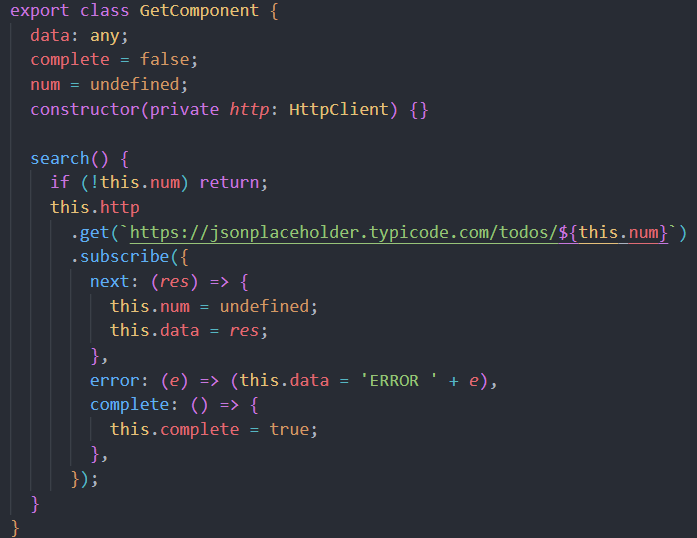 export class GetComponent {
  data: any;
  complete = false;
  num = undefined;
  constructor(private http: HttpClient) {}

  search() {
    if (!this.num) return;
    this.http
      .get(`https://jsonplaceholder.typicode.com/todos/${this.num}`)
      .subscribe({
        next: (res) => {
          this.num = undefined;
          this.data = res;
        },
        error: (e) => (this.data = 'ERROR ' + e),
        complete: () => {
          this.complete = true;
        },
      });
  }
}